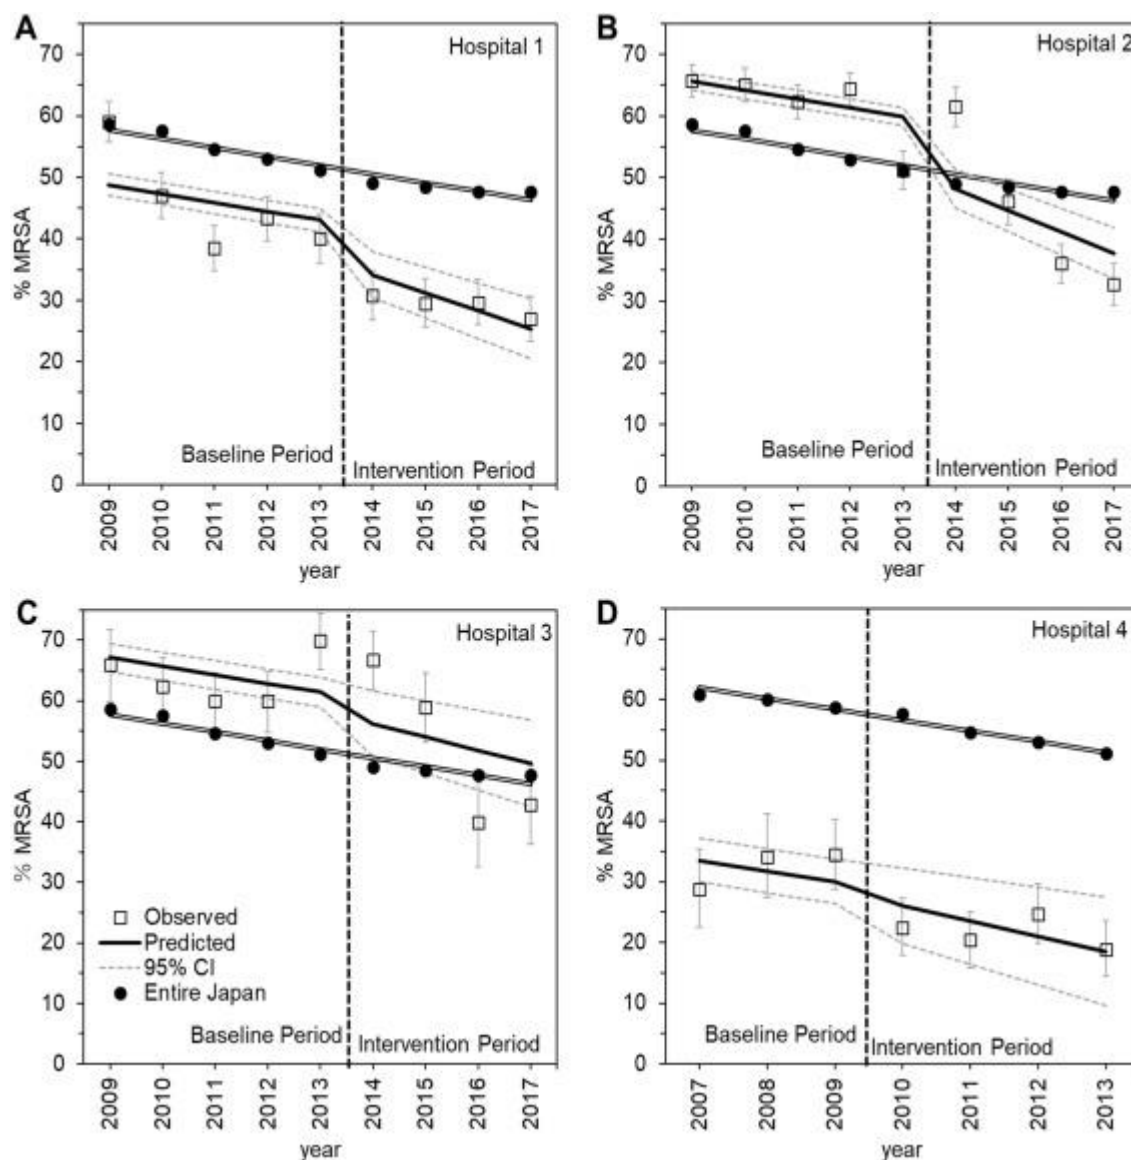 A
Hospital 1
% MRSA
70
60
50
40
30
20
10
0
Baseline Period
Intervention Period
2009
2010
2011
2012
2013
2014
2015
2016
2017
year
B
Hospital 2
% MRSA
70
60
50
40
30
20
10
0
Baseline Period
Intervention Period
2009
2010
2011
2012
2013
2014
2015
2016
2017
year
C
Hospital 3
% MRSA
70
60
50
40
30
20
10
0
Observed
Predicted
95% CI
Entire Japan
Baseline Period
Intervention Period
2009
2010
2011
2012
2013
2014
2015
2016
2017
year
D
Hospital 4
% MRSA
70
60
50
40
30
20
10
0
Baseline Period
Intervention Period
2007
2008
2009
2010
2011
2012
2013
year